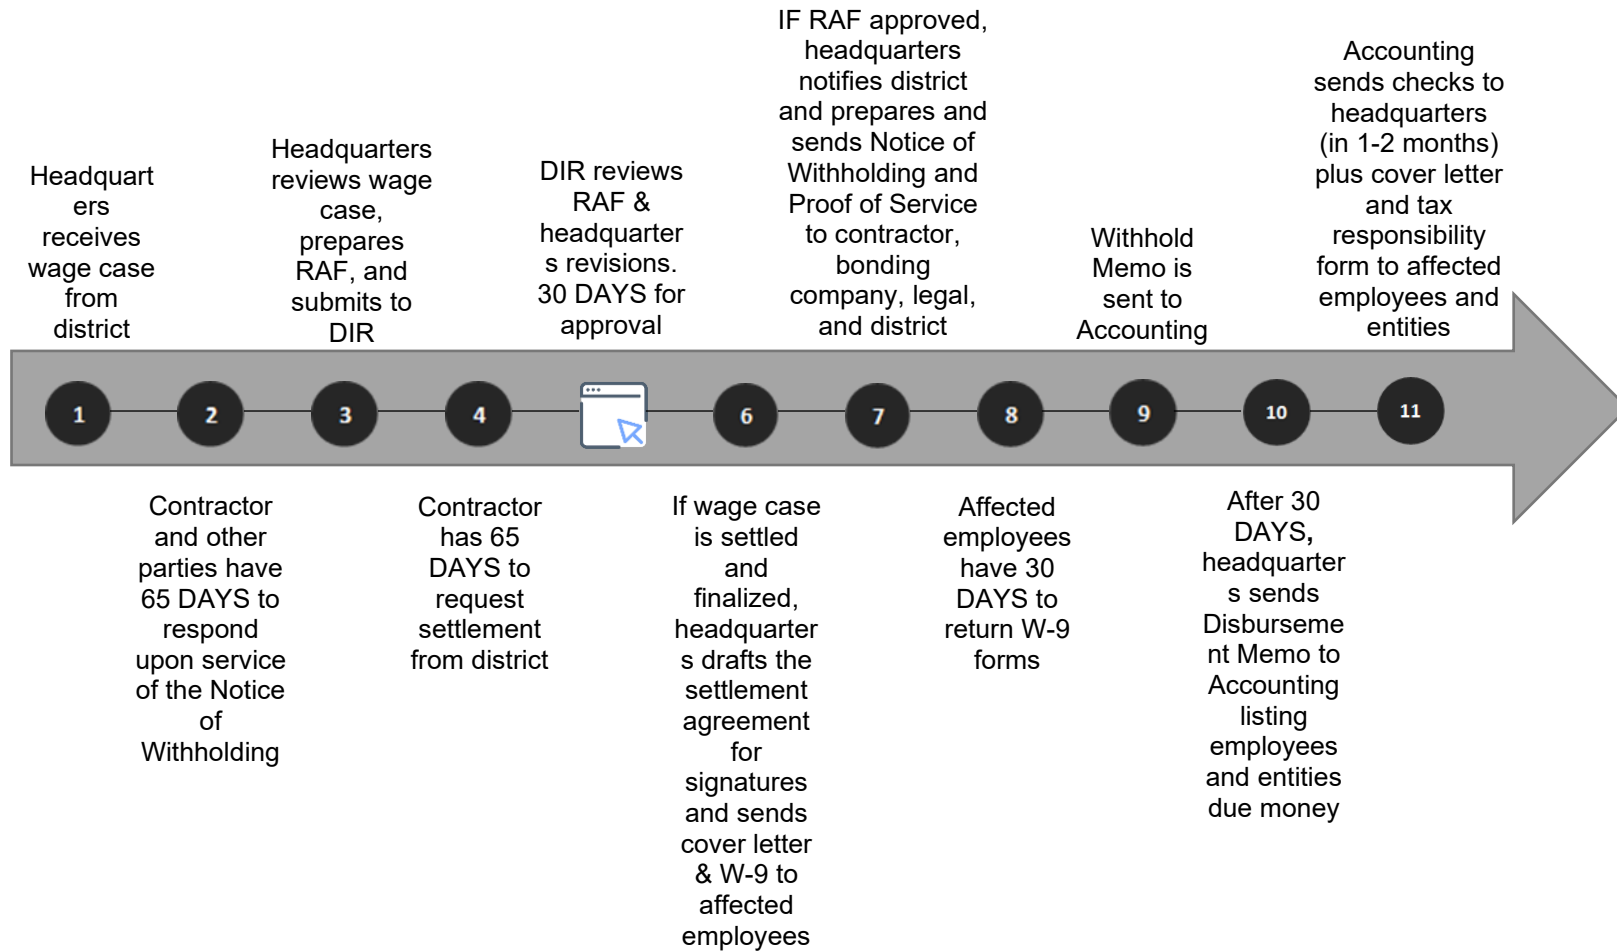 Headquart
ers
receives
wage case
from
district
Headquarters
reviews wage
case,
prepares
RAF, and
submits to
DIR
DIR reviews
RAF &
headquarter
s revisions.
30 DAYS for
approval
IF RAF approved,
headquarters
notifies district
and prepares and
sends Notice of
Withholding and
Proof of Service
to contractor,
bonding
company, legal,
and district
Withhold
Memo is
sent to
Accounting
Accounting
sends checks to
headquarters
(in 1-2 months)
plus cover letter
and tax
responsibility
form to affected
employees and
entities
1
2
3
4
6
7
8
9
10
11
Contractor
and other
parties have
65 DAYS to
respond
upon service
of the Notice
of
Withholding
Contractor
has 65
DAYS to
request
settlement
from district
If wage case
is settled
and
finalized,
headquarter
s drafts the
settlement
agreement
for
signatures
and sends
cover letter
& W-9 to
affected
employees
Affected
employees
have 30
DAYS to
return W-9
forms
After 30
DAYS,
headquarter
s sends
Disburseme
nt Memo to
Accounting
listing
employees
and entities
due money